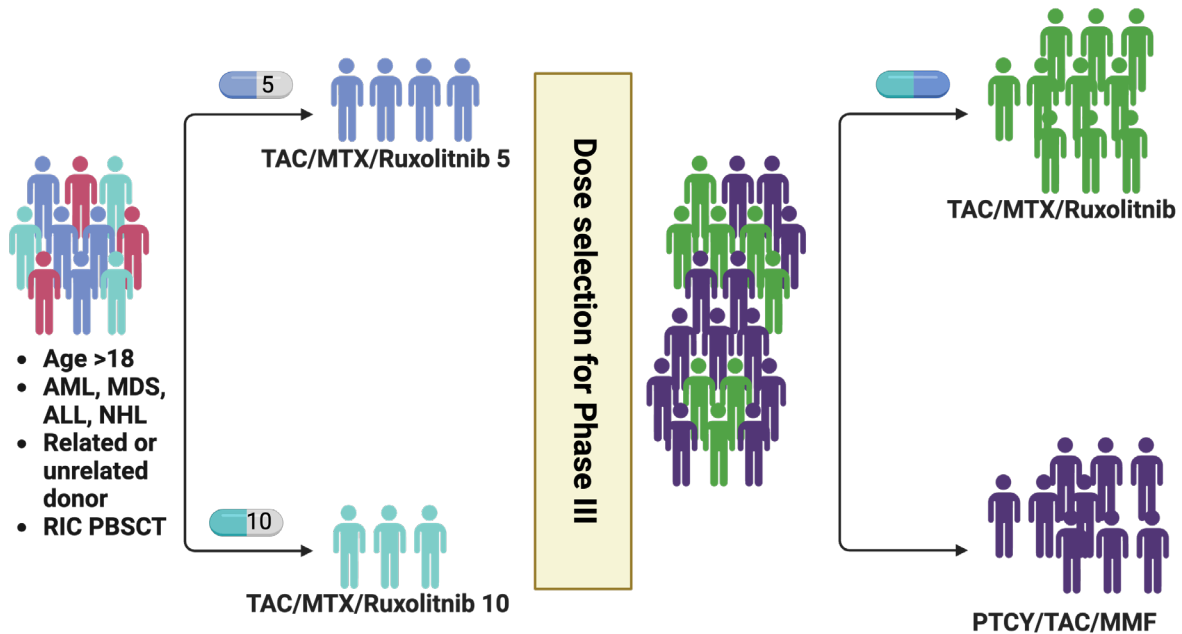 5
TAC/MTX/Ruxolitnib 5
• Age >18
• AML, MDS,
ALL, NHL
• Related or
unrelated
donor
• RIC PBSCT
10
TAC/MTX/Ruxolitnib 10
Dose selection for Phase III
TAC/MTX/Ruxolitnib
PTCY/TAC/MMF